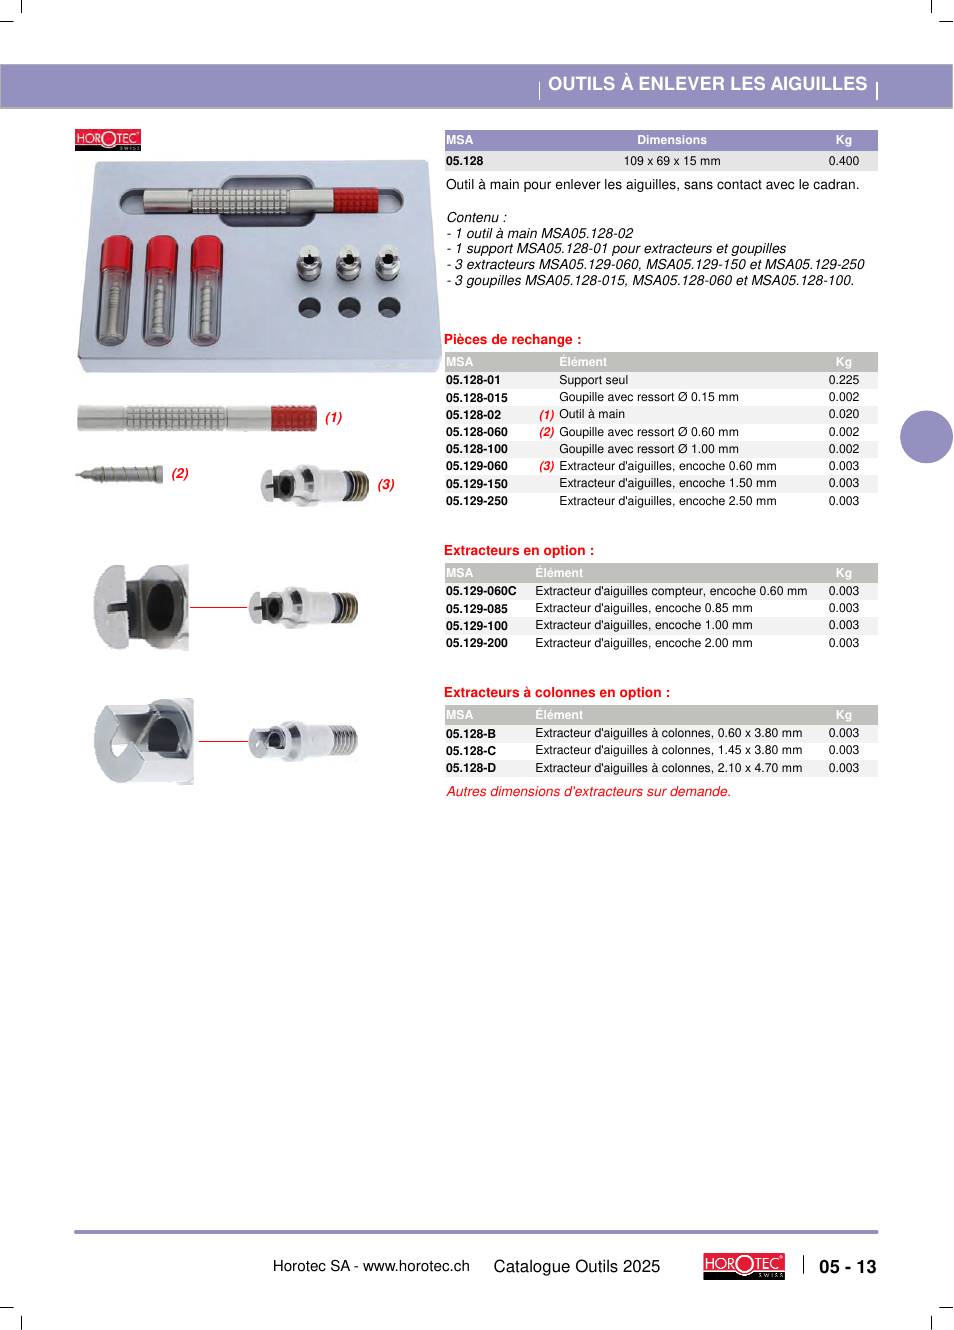 OUTILS À ENLEVER LES AIGUILLES
HOROTEC®
SWISS
MSA Dimensions Kg
05.128 109 x 69 x 15 mm 0.400
Outil à main pour enlever les aiguilles, sans contact avec le cadran.
Contenu :
- 1 outil à main MSA05.128-02
- 1 support MSA05.128-01 pour extracteurs et goupilles
- 3 extracteurs MSA05.129-060, MSA05.129-150 et MSA05.129-250
- 3 goupilles MSA05.128-015, MSA05.128-060 et MSA05.128-100.
Pièces de rechange :
MSA Élément Kg
05.128-01 Support seul 0.225
05.128-015 Goupille avec ressort Ø 0.15 mm 0.002
05.128-02 (1) Outil à main 0.020
05.128-060 (2) Goupille avec ressort Ø 0.60 mm 0.002
05.128-100 Goupille avec ressort Ø 1.00 mm 0.002
05.129-060 (3) Extracteur d'aiguilles, encoche 0.60 mm 0.003
05.129-150 Extracteur d'aiguilles, encoche 1.50 mm 0.003
05.129-250 Extracteur d'aiguilles, encoche 2.50 mm 0.003
(1)
(2)
(3)
Extracteurs en option :
MSA Élément Kg
05.129-060C Extracteur d'aiguilles compteur, encoche 0.60 mm 0.003
05.129-085 Extracteur d'aiguilles, encoche 0.85 mm 0.003
05.129-100 Extracteur d'aiguilles, encoche 1.00 mm 0.003
05.129-200 Extracteur d'aiguilles, encoche 2.00 mm 0.003
Extracteurs à colonnes en option :
MSA Élément Kg
05.128-B Extracteur d'aiguilles à colonnes, 0.60 x 3.80 mm 0.003
05.128-C Extracteur d'aiguilles à colonnes, 1.45 x 3.80 mm 0.003
05.128-D Extracteur d'aiguilles à colonnes, 2.10 x 4.70 mm 0.003
Autres dimensions d'extracteurs sur demande.
Horotec SA - www.horotec.ch Catalogue Outils 2025 HOROTEC® SWISS 05 - 13